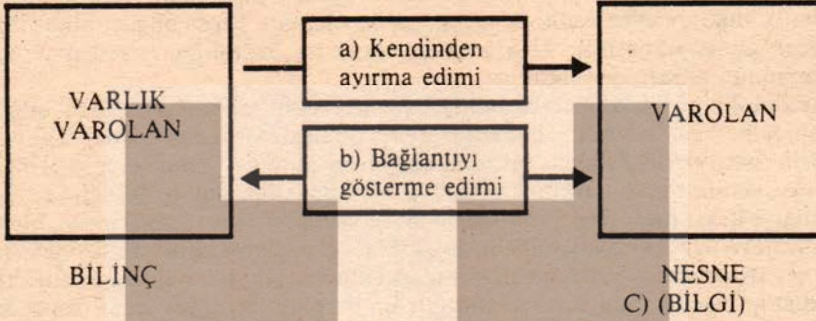 VARLIK
VAROLAN
a) Kendinden
ayırma edimi
b) Bağlantıyı
gösterme edimi
VAROLAN
BİLİNÇ
NESNE
C) (BİLGİ)